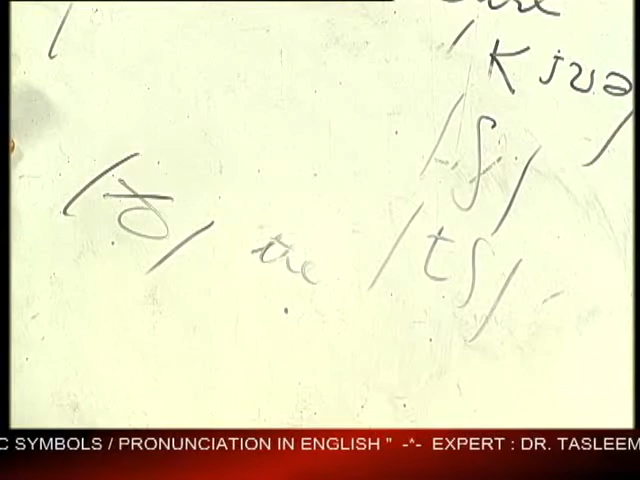 /kjʊə/
/ʃ/
/ð/ the /tʃ/
C SYMBOLS / PRONUNCIATION IN ENGLISH " -*- EXPERT : DR. TASLEEM